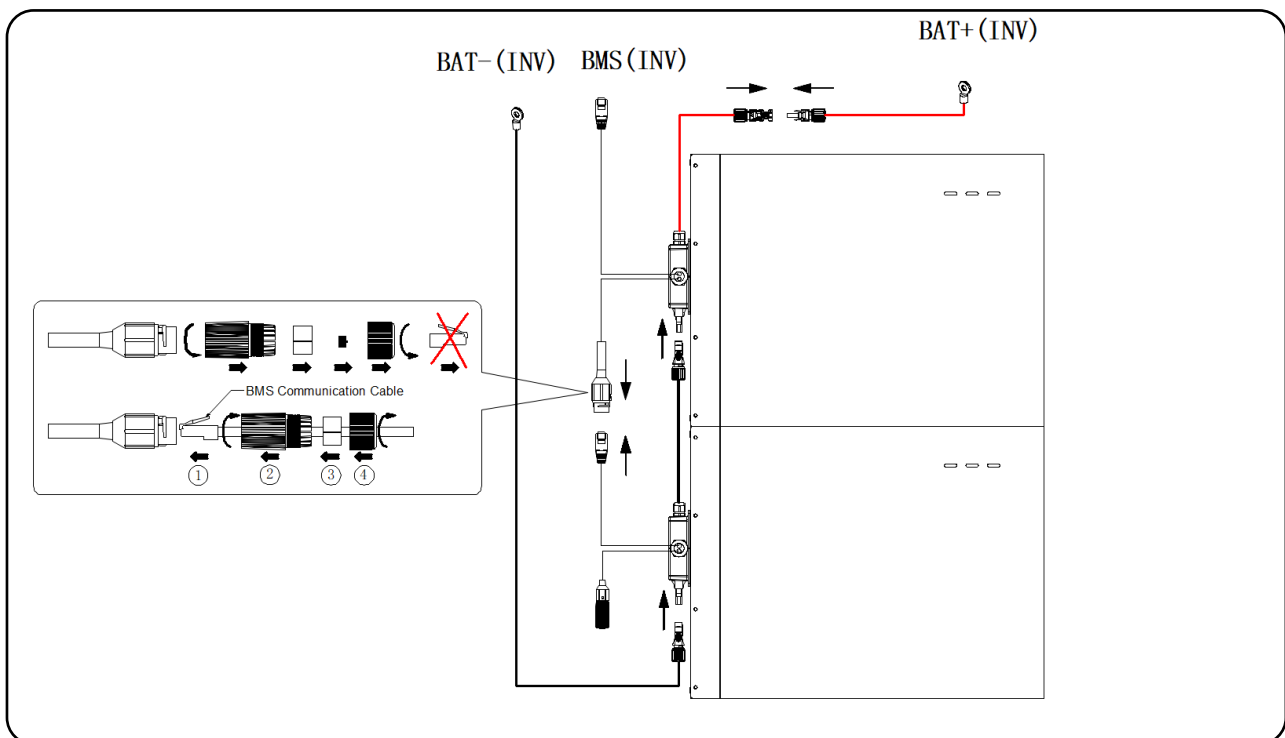 BAT+(INV)
BAT-(INV) BMS(INV)
BMS Communication Cable
① ② ③ ④